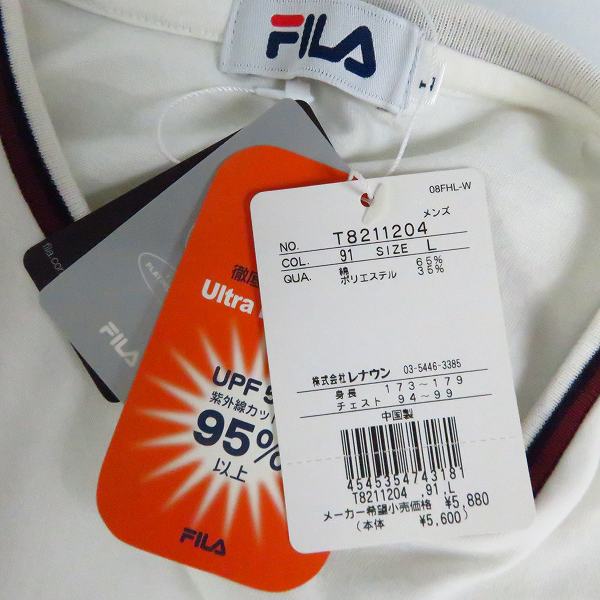 FILA
L
fila.co
PLAY
FILA
徹底
Ultra
UPF
紫外線カッ
95%
以上
FILA
08FHL-W
メンズ
NO. T8211204
COL. 91 SIZE L
QUA. 綿 65%
ポリエステル 35%
株式会社レナウン 03-5446-3385
身長 173~179
チェスト 94~99
中国製
4545354743181
T8211204 ,91,L
メーカー希望小売価格 ¥5,880
(本体 ¥5,600)